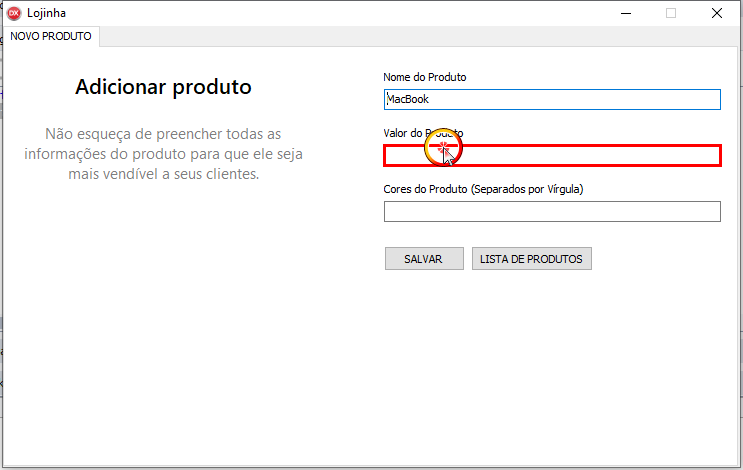 Lojinha
NOVO PRODUTO
Adicionar produto
Não esqueça de preencher todas as
informações do produto para que ele seja
mais vendível a seus clientes.
Nome do Produto
MacBook
Valor do Produto
Cores do Produto (Separados por Vírgula)
SALVAR
LISTA DE PRODUTOS